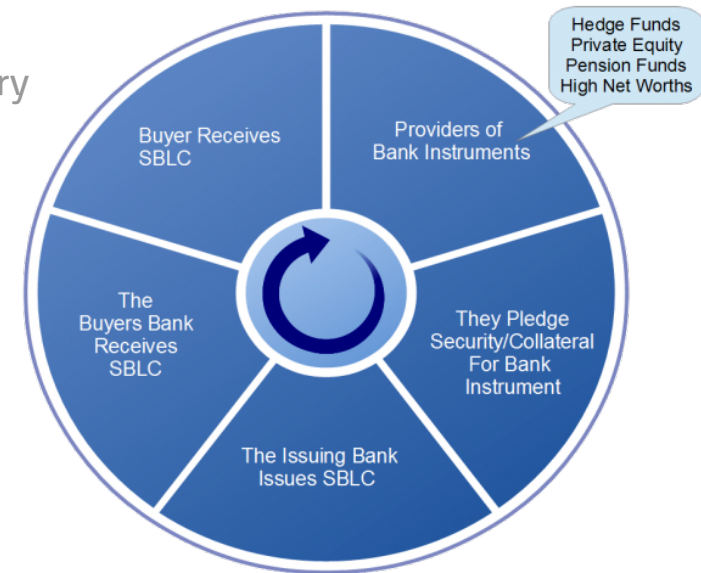 ry
Hedge Funds
Private Equity
Pension Funds
High Net Worths
Providers of
Bank Instruments
They Pledge
Security/Collateral
For Bank
Instrument
The Issuing Bank
Issues SBLC
The
Buyers Bank
Receives
SBLC
Buyer Receives
SBLC